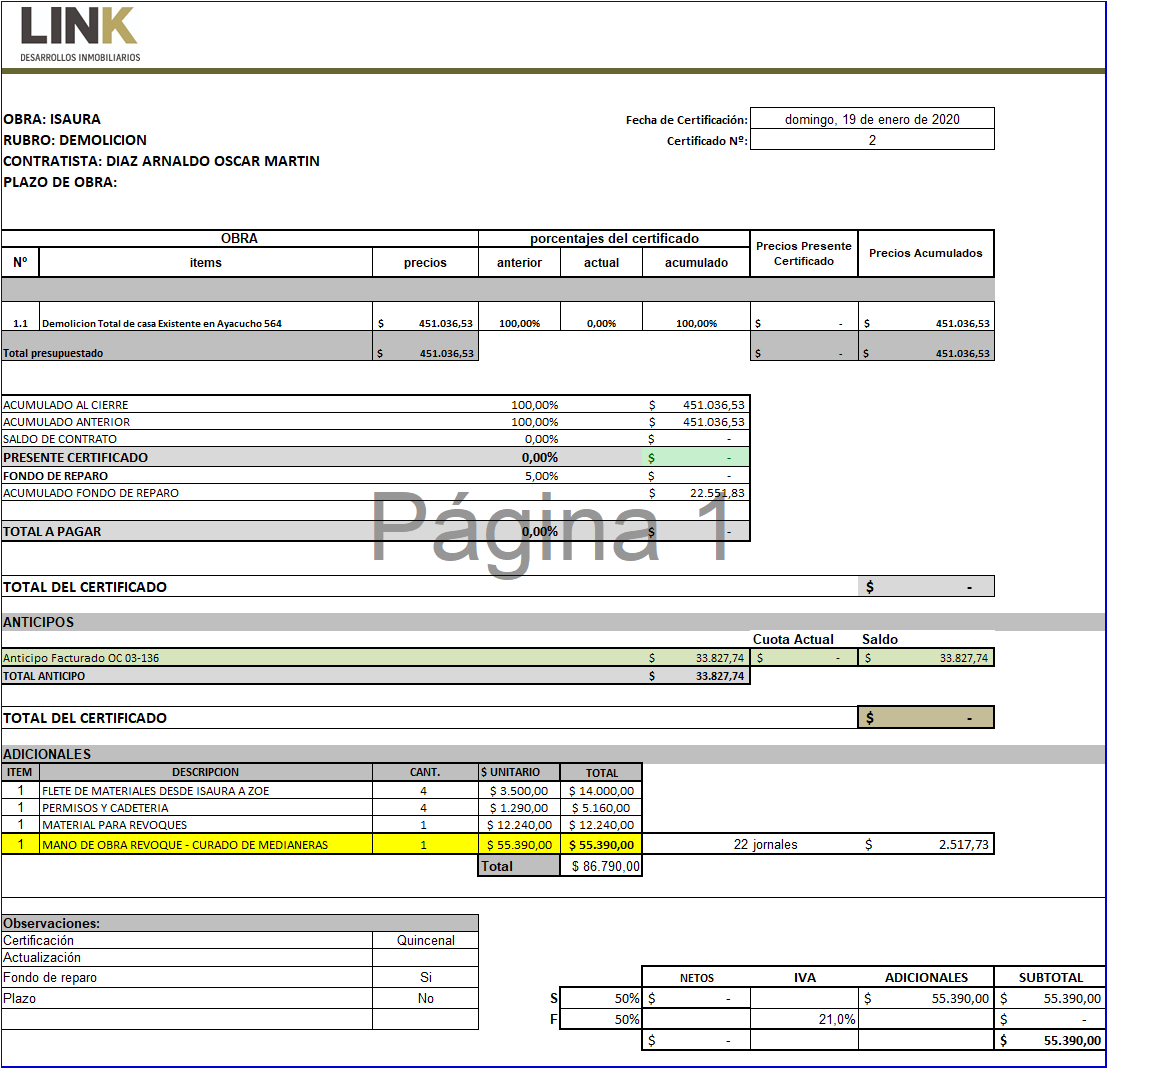 LINK
DESARROLLOS INMOBILIARIOS
OBRA: ISAURA
Fecha de Certificación: domingo, 19 de enero de 2020
RUBRO: DEMOLICION
Certificado Nº: 2
CONTRATISTA: DIAZ ARNALDO OSCAR MARTIN
PLAZO DE OBRA:
OBRA porcentajes del certificado Precios Presente Certificado Precios Acumulados
Nº items precios anterior actual acumulado
1.1 Demolicion Total de casa Existente en Ayacucho 564 $ 451.036,53 100,00% 0,00% 100,00% $ - $ 451.036,53
Total presupuestado $ 451.036,53 $ - $ 451.036,53
ACUMULADO AL CIERRE 100,00% $ 451.036,53
ACUMULADO ANTERIOR 100,00% $ 451.036,53
SALDO DE CONTRATO 0,00% $ -
PRESENTE CERTIFICADO 0,00% $ -
FONDO DE REPARO 5,00% $ -
ACUMULADO FONDO DE REPARO $ 22.551,83
Página 1
TOTAL A PAGAR 0,00% $ -
TOTAL DEL CERTIFICADO $ -
ANTICIPOS
Cuota Actual Saldo
Anticipo Facturado OC 03-136 $ 33.827,74 $ - $ 33.827,74
TOTAL ANTICIPO $ 33.827,74
TOTAL DEL CERTIFICADO $ -
ADICIONALES
ITEM DESCRIPCION CANT. $ UNITARIO TOTAL
1 FLETE DE MATERIALES DESDE ISAURA A ZOE 4 $ 3.500,00 $ 14.000,00
1 PERMISOS Y CADETERIA 4 $ 1.290,00 $ 5.160,00
1 MATERIAL PARA REVOQUES 1 $ 12.240,00 $ 12.240,00
1 MANO DE OBRA REVOQUE - CURADO DE MEDIANERAS 1 $ 55.390,00 $ 55.390,00 22 jornales $ 2.517,73
Total $ 86.790,00
Observaciones:
Certificación Quincenal
Actualización
Fondo de reparo Si
Plazo No
NETOS IVA ADICIONALES SUBTOTAL
S 50% $ - $ 55.390,00 $ 55.390,00
F 50% 21,0% $ -
$ - $ 55.390,00